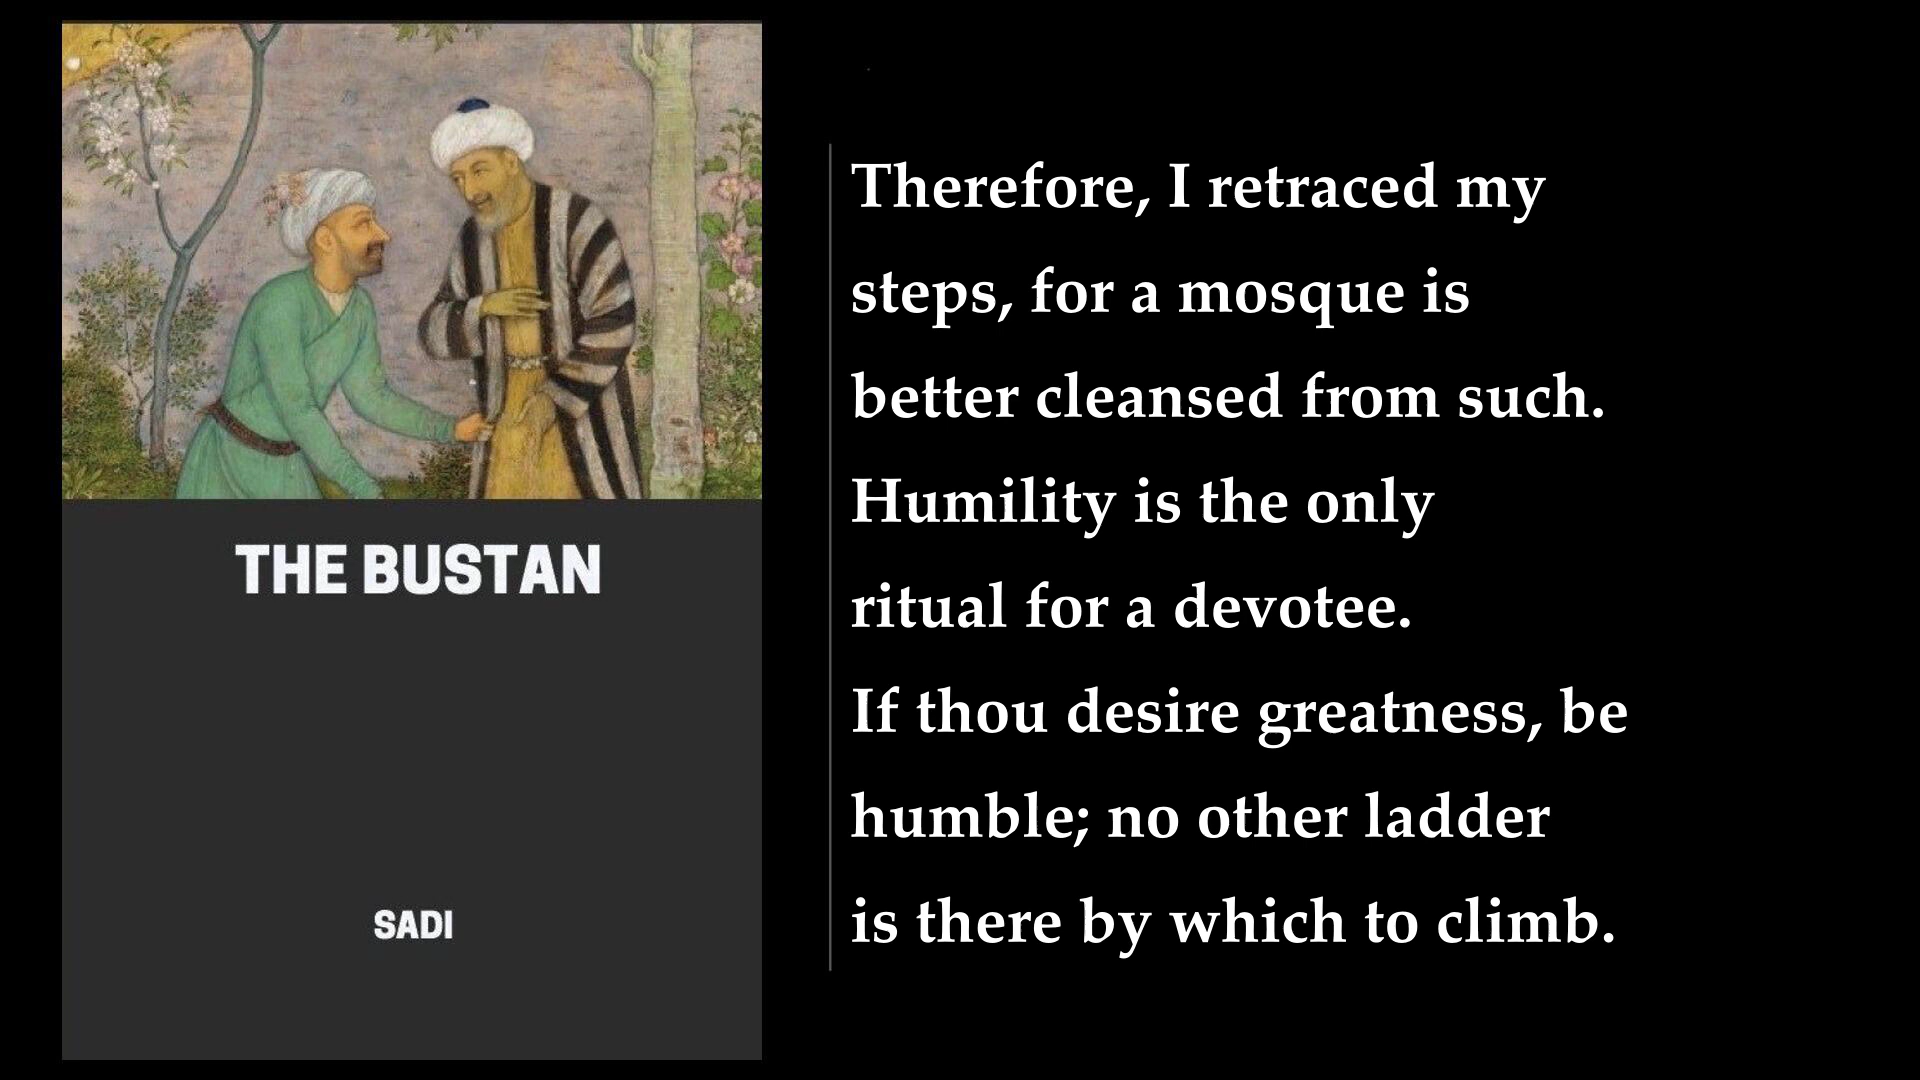 THE BUSTAN
SADI
Therefore, I retraced my
steps, for a mosque is
better cleansed from such.
Humility is the only
ritual for a devotee.
If thou desire greatness, be
humble; no other ladder
is there by which to climb.